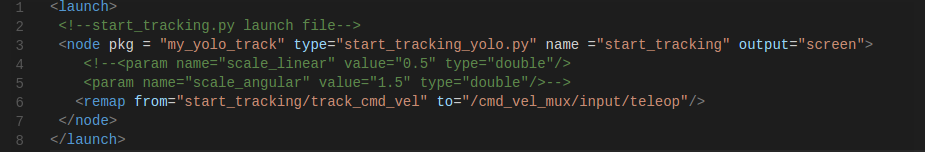 1 <launch>
2 <!--start_tracking.py launch file-->
3 <node pkg = "my_yolo_track" type="start_tracking_yolo.py" name ="start_tracking" output="screen">
4 <!--<param name="scale_linear" value="0.5" type="double"/>
5 <param name="scale_angular" value="1.5" type="double"/>-->
6 <remap from="start_tracking/track_cmd_vel" to="/cmd_vel_mux/input/teleop"/>
7 </node>
8 </launch>